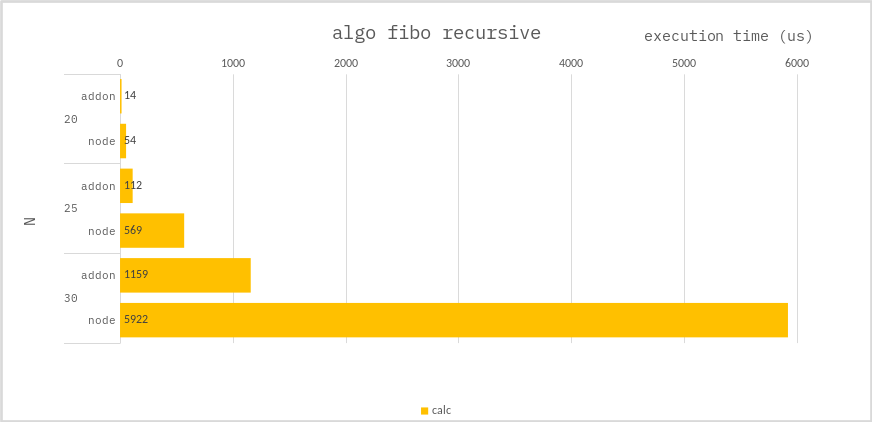 algo fibo recursive
execution time (us)
0 1000 2000 3000 4000 5000 6000
addon 14
20
node 54
addon 112
25
node 569
N
addon 1159
30
node 5922
calc